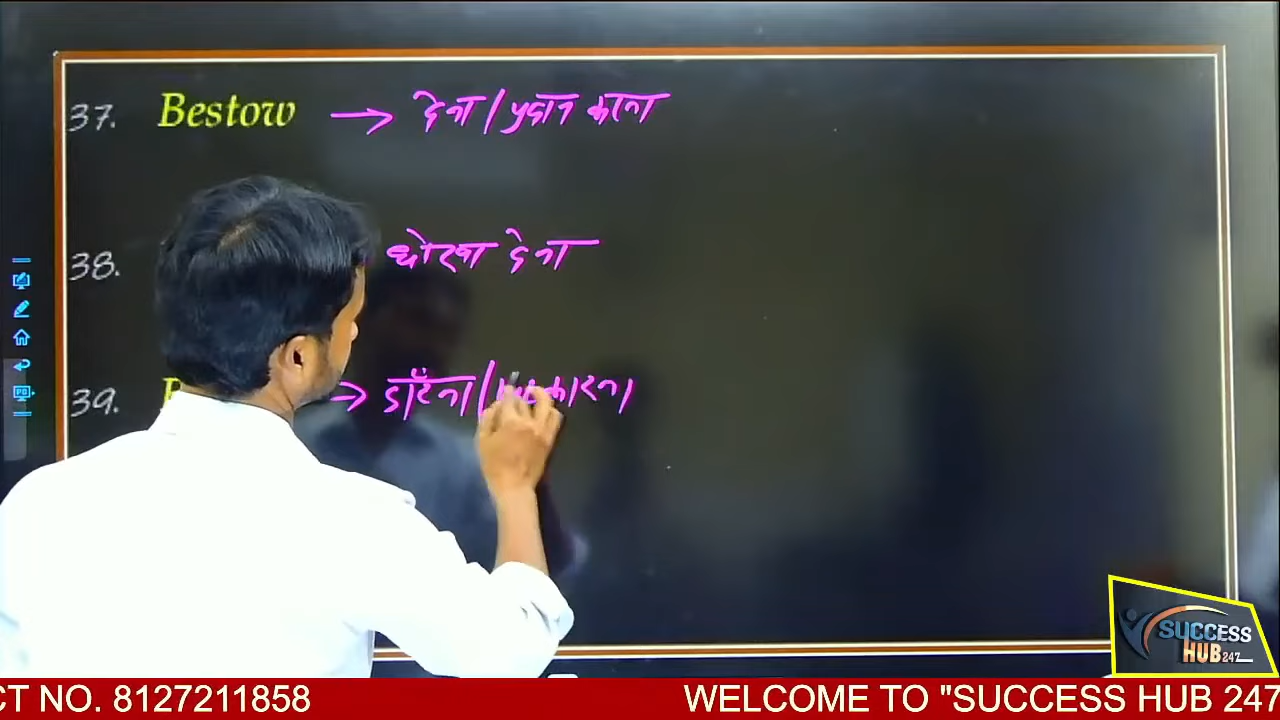 37. Bestow → देना/प्रदान करना
38. धोखा देना
39. → डाँटना/
SUCCESS
HUB 247
CT NO. 8127211858 WELCOME TO "SUCCESS HUB 247